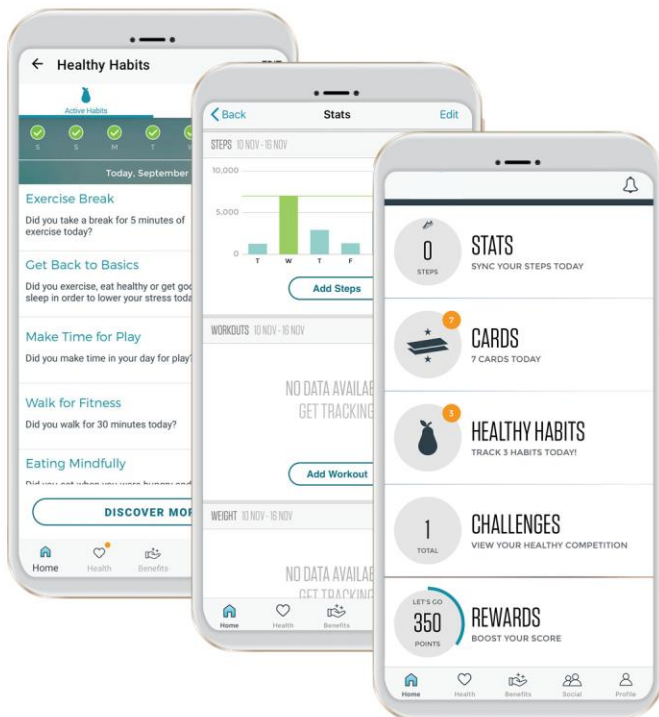 Healthy Habits
Active Habits
S S M T
Today, September
Exercise Break
Did you take a break for 5 minutes of
exercise today?
Get Back to Basics
Did you exercise, eat healthy or get
sleep in order to lower your stress
Make Time for Play
Did you make time in your day for play?
Walk for Fitness
Did you walk for 30 minutes today?
Eating Mindfully
DISCOVER
Home Health Benefits
Back Stats Edit
STEPS 10 NOV - 16 NOV
10,000
5,000
0
T W T F
Add Steps
WORKOUTS 10 NOV - 16 NOV
NO DATA
GET TRACKING
Add Workout
WEIGHT 10 NOV - 16 NOV
NO DATA
GET TRACKING
Home Health Benefits
0
STEPS
STATS
SYNC YOUR STEPS TODAY
7
CARDS
7 CARDS TODAY
3
HEALTHY HABITS
TRACK 3 HABITS TODAY!
1
TOTAL
CHALLENGES
VIEW YOUR HEALTHY COMPETITION
LET'S GO
350
POINTS
REWARDS
BOOST YOUR SCORE
Home Health Benefits Social Profile